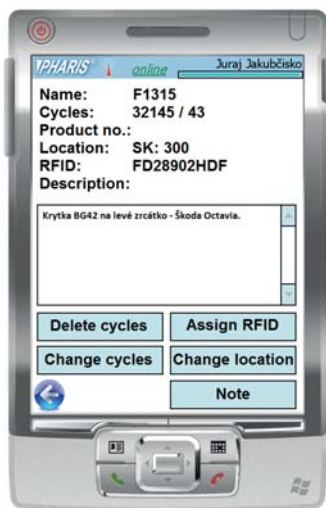 PHARIS online Juraj Jakubčisko
Name: F1315
Cycles: 32145 / 43
Product no.:
Location: SK: 300
RFID: FD28902HDF
Description:
Krytka BG42 na levé zrcátko - Škoda Octavia.
Delete cycles Assign RFID
Change cycles Change location
Note